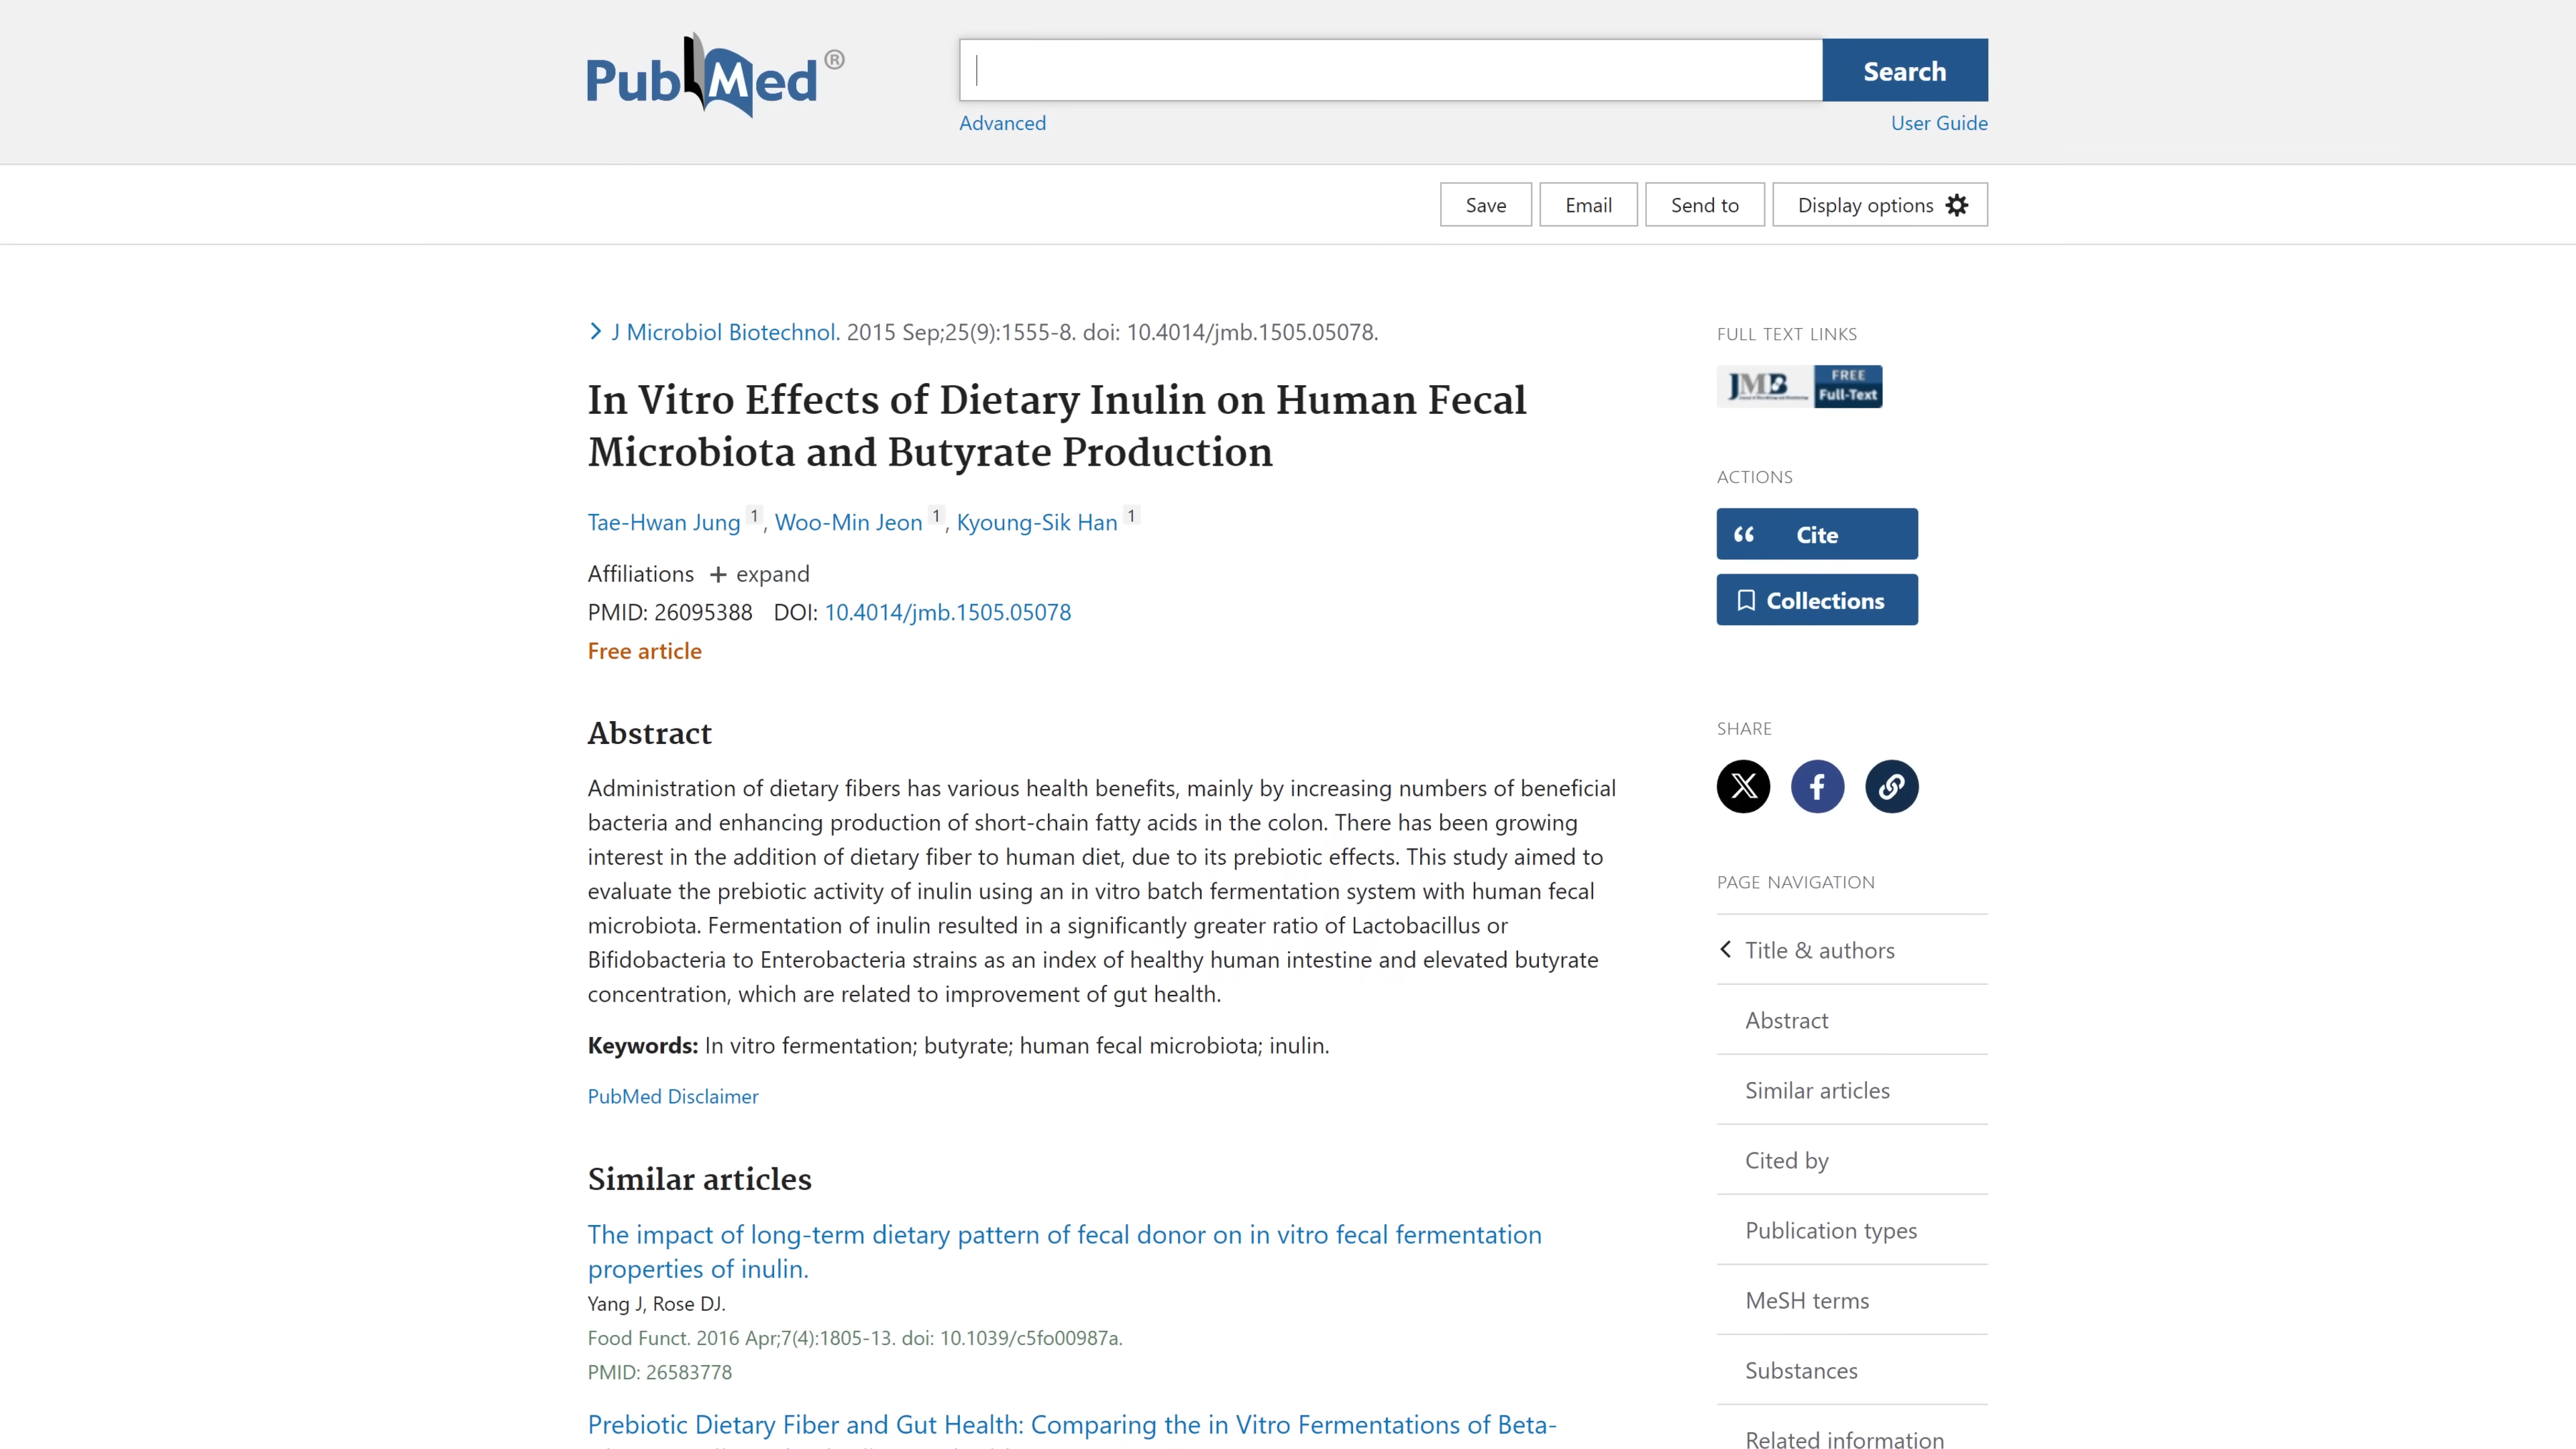 PubMed®
Search
Advanced
User Guide
Save
Email
Send to
Display options
J Microbiol Biotechnol. 2015 Sep;25(9):1555-8. doi: 10.4014/jmb.1505.05078.
In Vitro Effects of Dietary Inulin on Human Fecal
Microbiota and Butyrate Production
Tae-Hwan Jung 1, Woo-Min Jeon 1, Kyoung-Sik Han 1
Affiliations + expand
PMID: 26095388 DOI: 10.4014/jmb.1505.05078
Free article
Abstract
Administration of dietary fibers has various health benefits, mainly by increasing numbers of beneficial
bacteria and enhancing production of short-chain fatty acids in the colon. There has been growing
interest in the addition of dietary fiber to human diet, due to its prebiotic effects. This study aimed to
evaluate the prebiotic activity of inulin using an in vitro batch fermentation system with human fecal
microbiota. Fermentation of inulin resulted in a significantly greater ratio of Lactobacillus or
Bifidobacteria to Enterobacteria strains as an index of healthy human intestine and elevated butyrate
concentration, which are related to improvement of gut health.
Keywords: In vitro fermentation; butyrate; human fecal microbiota; inulin.
PubMed Disclaimer
Similar articles
The impact of long-term dietary pattern of fecal donor on in vitro fecal fermentation
properties of inulin.
Yang J, Rose DJ.
Food Funct. 2016 Apr;7(4):1805-13. doi: 10.1039/c5fo00987a.
PMID: 26583778
Prebiotic Dietary Fiber and Gut Health: Comparing the in Vitro Fermentations of Beta-
FULL TEXT LINKS
JMB
FREE
Full-Text
ACTIONS
Cite
Collections
SHARE
PAGE NAVIGATION
Title & authors
Abstract
Similar articles
Cited by
Publication types
MeSH terms
Substances
Related information